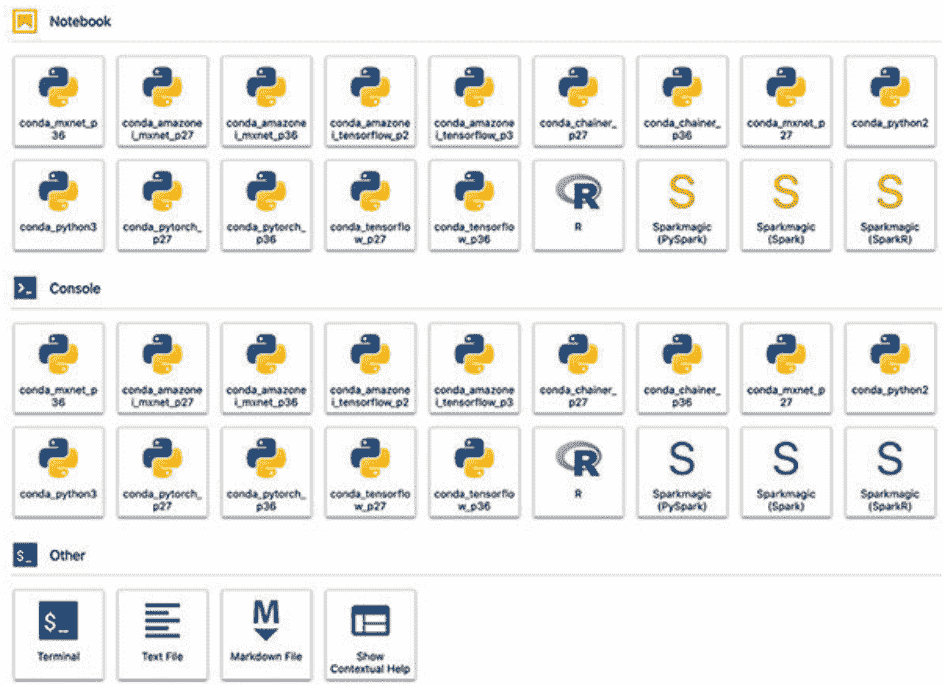 Notebook
conda_mxnet_p
36
conda_amazone
i_mxnet_p27
conda_amazone
i_mxnet_p36
conda_amazone
i_tensorflow_p2
conda_amazone
i_tensorflow_p3
conda_chainer_
p27
conda_chainer_
p36
conda_mxnet_p
27
conda_python2
conda_python3
conda_pytorch_
p27
conda_pytorch_
p36
conda_tensorflo
w_p27
conda_tensorflo
w_p36
R
R
S
Sparkmagic
(PySpark)
S
Sparkmagic
(Spark)
S
Sparkmagic
(SparkR)
>_
Console
conda_mxnet_p
36
conda_amazone
i_mxnet_p27
conda_amazone
i_mxnet_p36
conda_amazone
i_tensorflow_p2
conda_amazone
i_tensorflow_p3
conda_chainer_
p27
conda_chainer_
p36
conda_mxnet_p
27
conda_python2
conda_python3
conda_pytorch_
p27
conda_pytorch_
p36
conda_tensorflo
w_p27
conda_tensorflo
w_p36
R
R
S
Sparkmagic
(PySpark)
S
Sparkmagic
(Spark)
S
Sparkmagic
(SparkR)
$_
Other
$_
Terminal
Text File
M
Markdown File
Show
Contextual Help